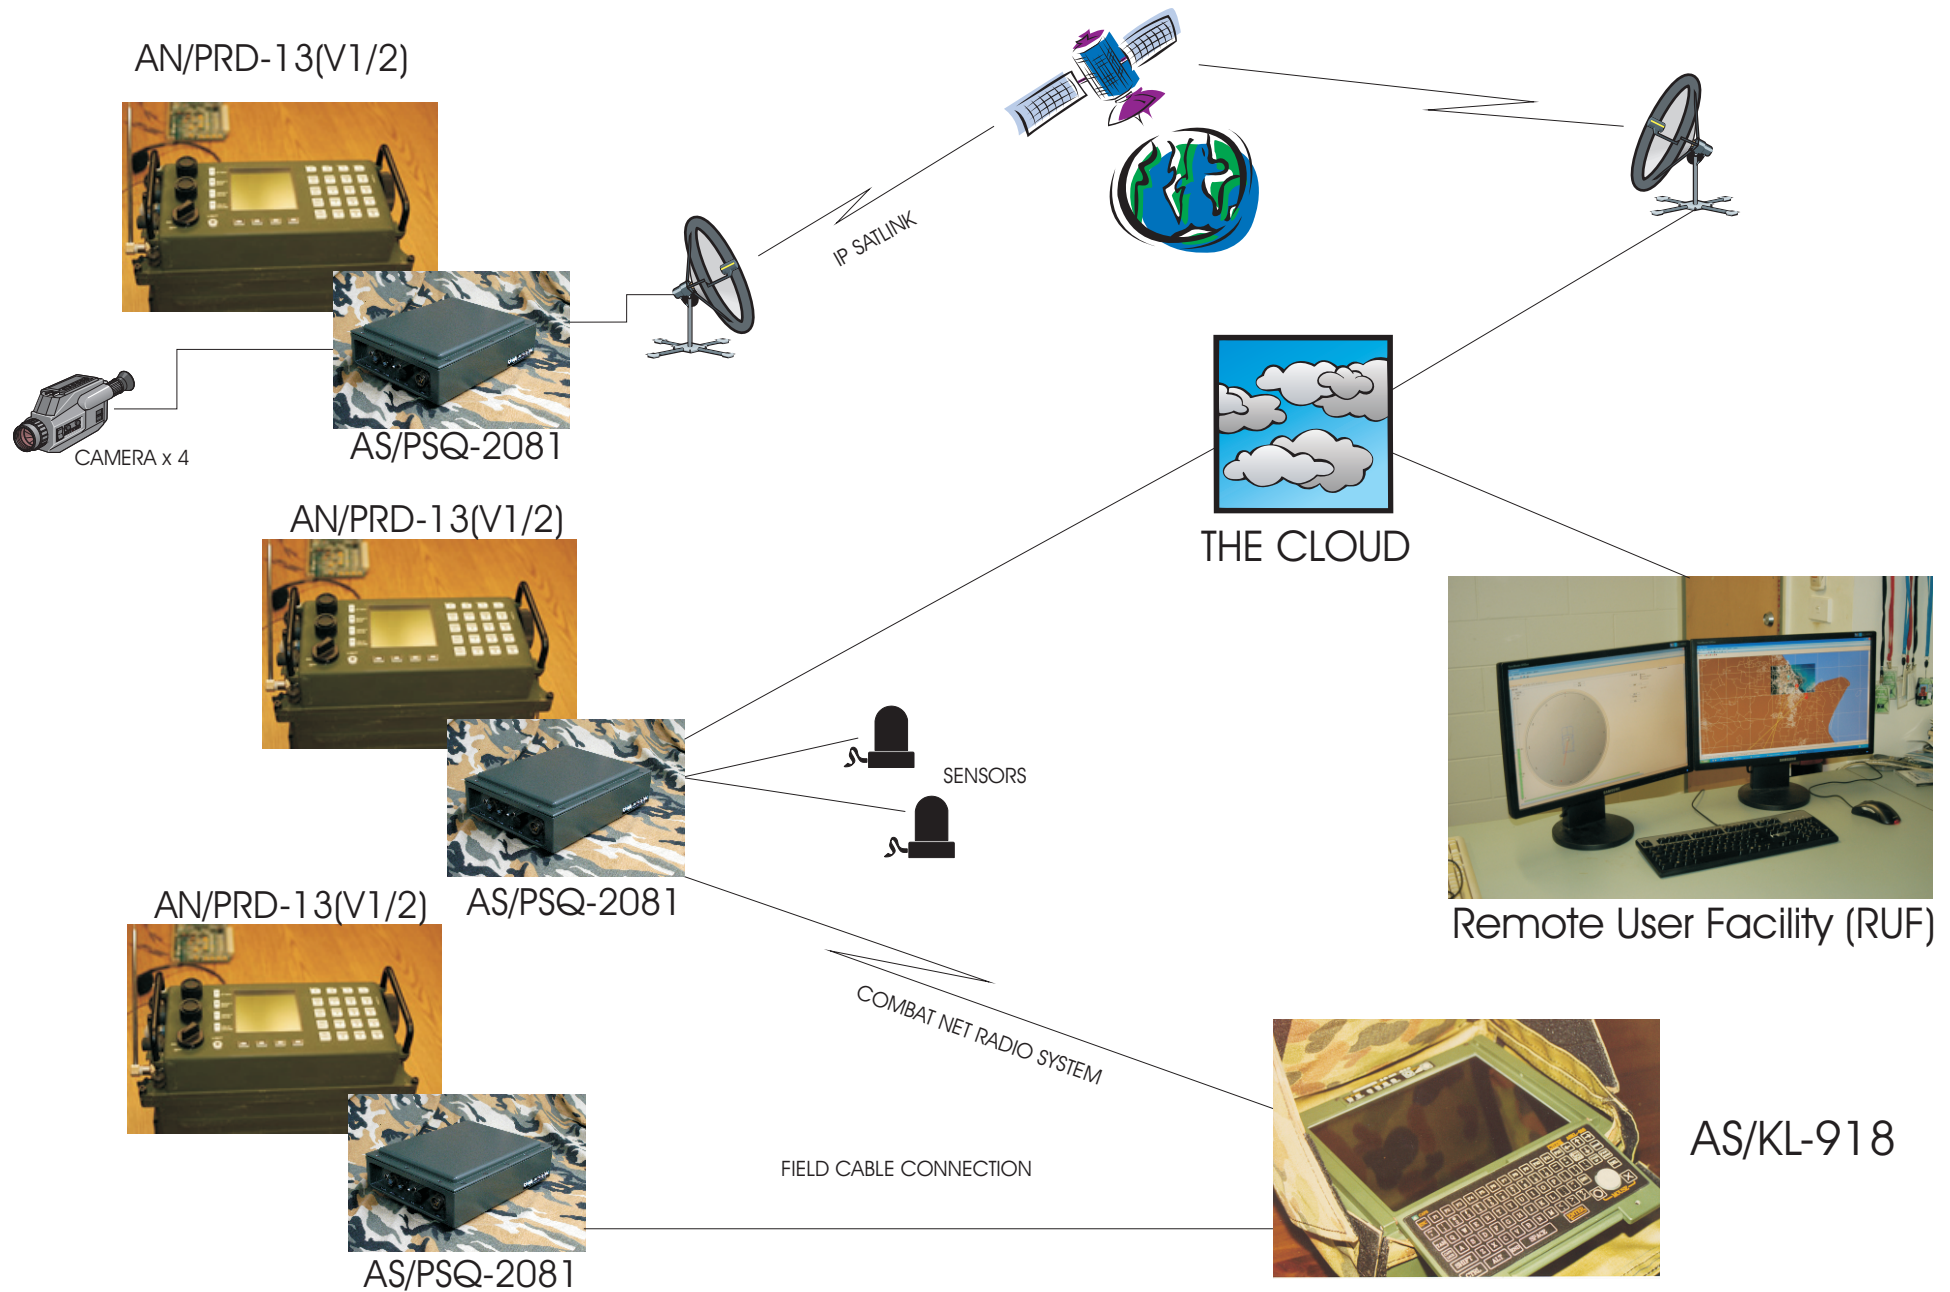 AN/PRD-13(V1/2)
IP SATLINK
AS/PSQ-2081
CAMERA x 4
AN/PRD-13(V1/2)
THE CLOUD
SENSORS
AN/PRD-13(V1/2)
AS/PSQ-2081
Remote User Facility (RUF)
COMBAT NET RADIO SYSTEM
AS/KL-918
FIELD CABLE CONNECTION
AS/PSQ-2081